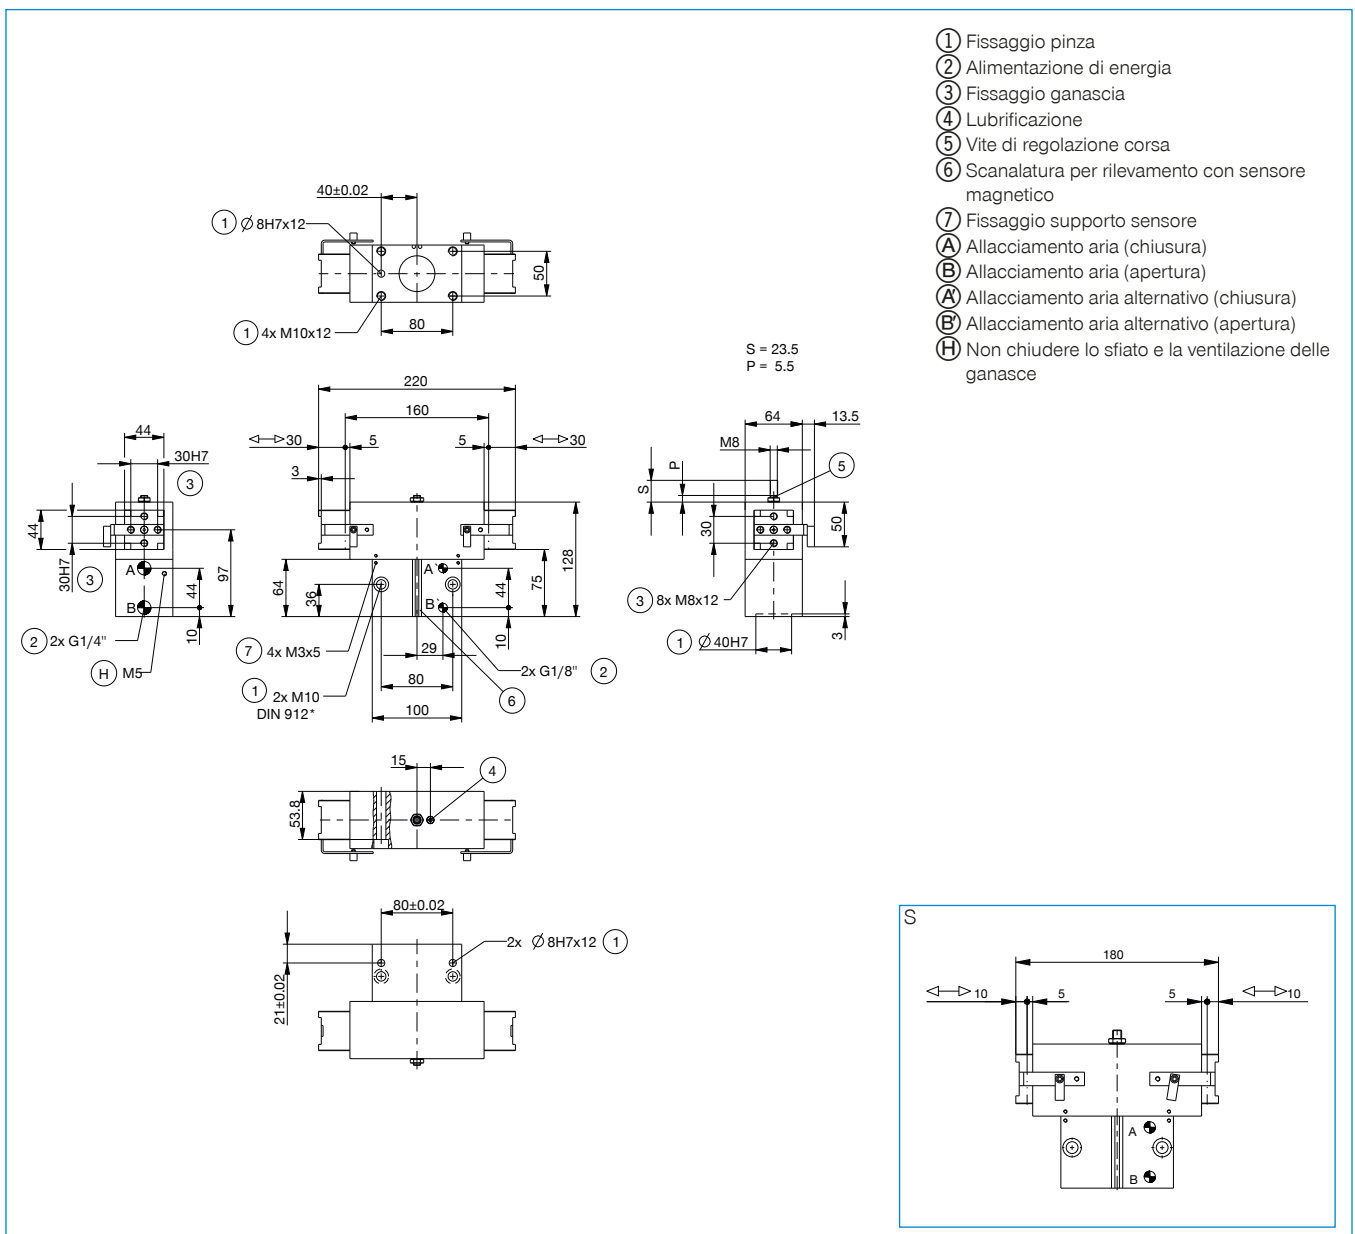 1 Fissaggio pinza
2 Alimentazione di energia
3 Fissaggio ganascia
4 Lubrificazione
5 Vite di regolazione corsa
6 Scanalatura per rilevamento con sensore
magnetico
7 Fissaggio supporto sensore
A Allacciamento aria (chiusura)
B Allacciamento aria (apertura)
A' Allacciamento aria alternativo (chiusura)
B' Allacciamento aria alternativo (apertura)
H Non chiudere lo sfiato e la ventilazione delle
ganasce
40±0.02
1 Ø 8H7x12
50
1 4x M10x12
80
S = 23.5
P = 5.5
44
30H7
3
44
30H7
3
A
B
97
44
10
2 2x G1/4"
H M5
220
160
30
5
5
30
3
64
36
A'
B'
128
75
44
10
7 4x M3x5
29
2x G1/8" 2
1 2x M10
DIN 912*
80
6
100
64
13.5
M8
P
S
5
30
50
3 8x M8x12
1 Ø 40H7
3
15
4
53.8
80±0.02
2x Ø 8H7x12 1
21±0.02
S
180
10
5
5
10
A
B